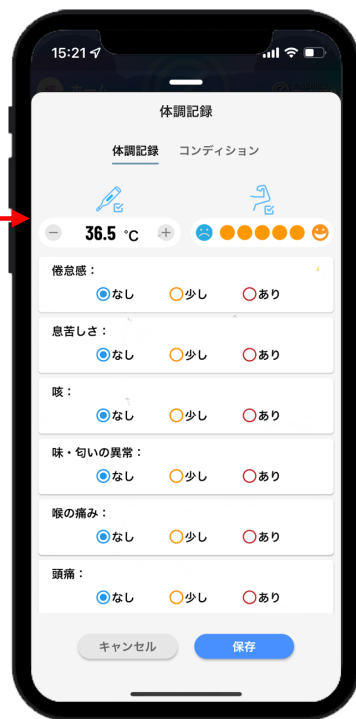 15:21
体調記録
体調記録 コンディション
36.5 °C
倦怠感：
なし 少し あり
息苦しさ：
なし 少し あり
咳：
なし 少し あり
味・匂いの異常：
なし 少し あり
喉の痛み：
なし 少し あり
頭痛：
なし 少し あり
キャンセル 保存